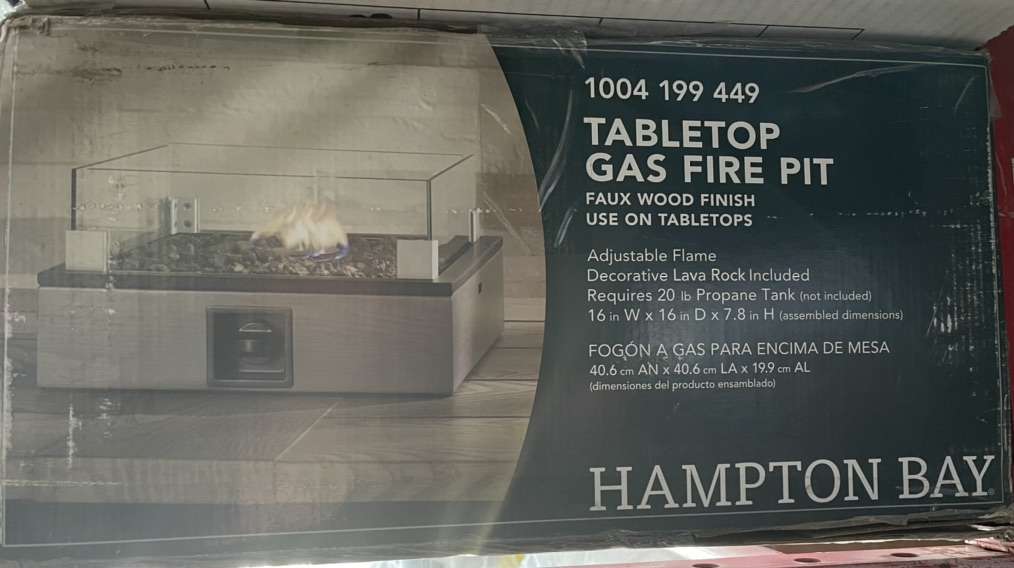 1004 199 449
TABLETOP
GAS FIRE PIT
FAUX WOOD FINISH
USE ON TABLETOPS
Adjustable Flame
Decorative Lava Rock Included
Requires 20 lb Propane Tank (not included)
16 in W x 16 in D x 7.8 in H (assembled dimensions)
FOGÓN A GAS PARA ENCIMA DE MESA
40.6 cm AN x 40.6 cm LA x 19.9 cm AL
(dimensiones del producto ensamblado)
HAMPTON BAY®